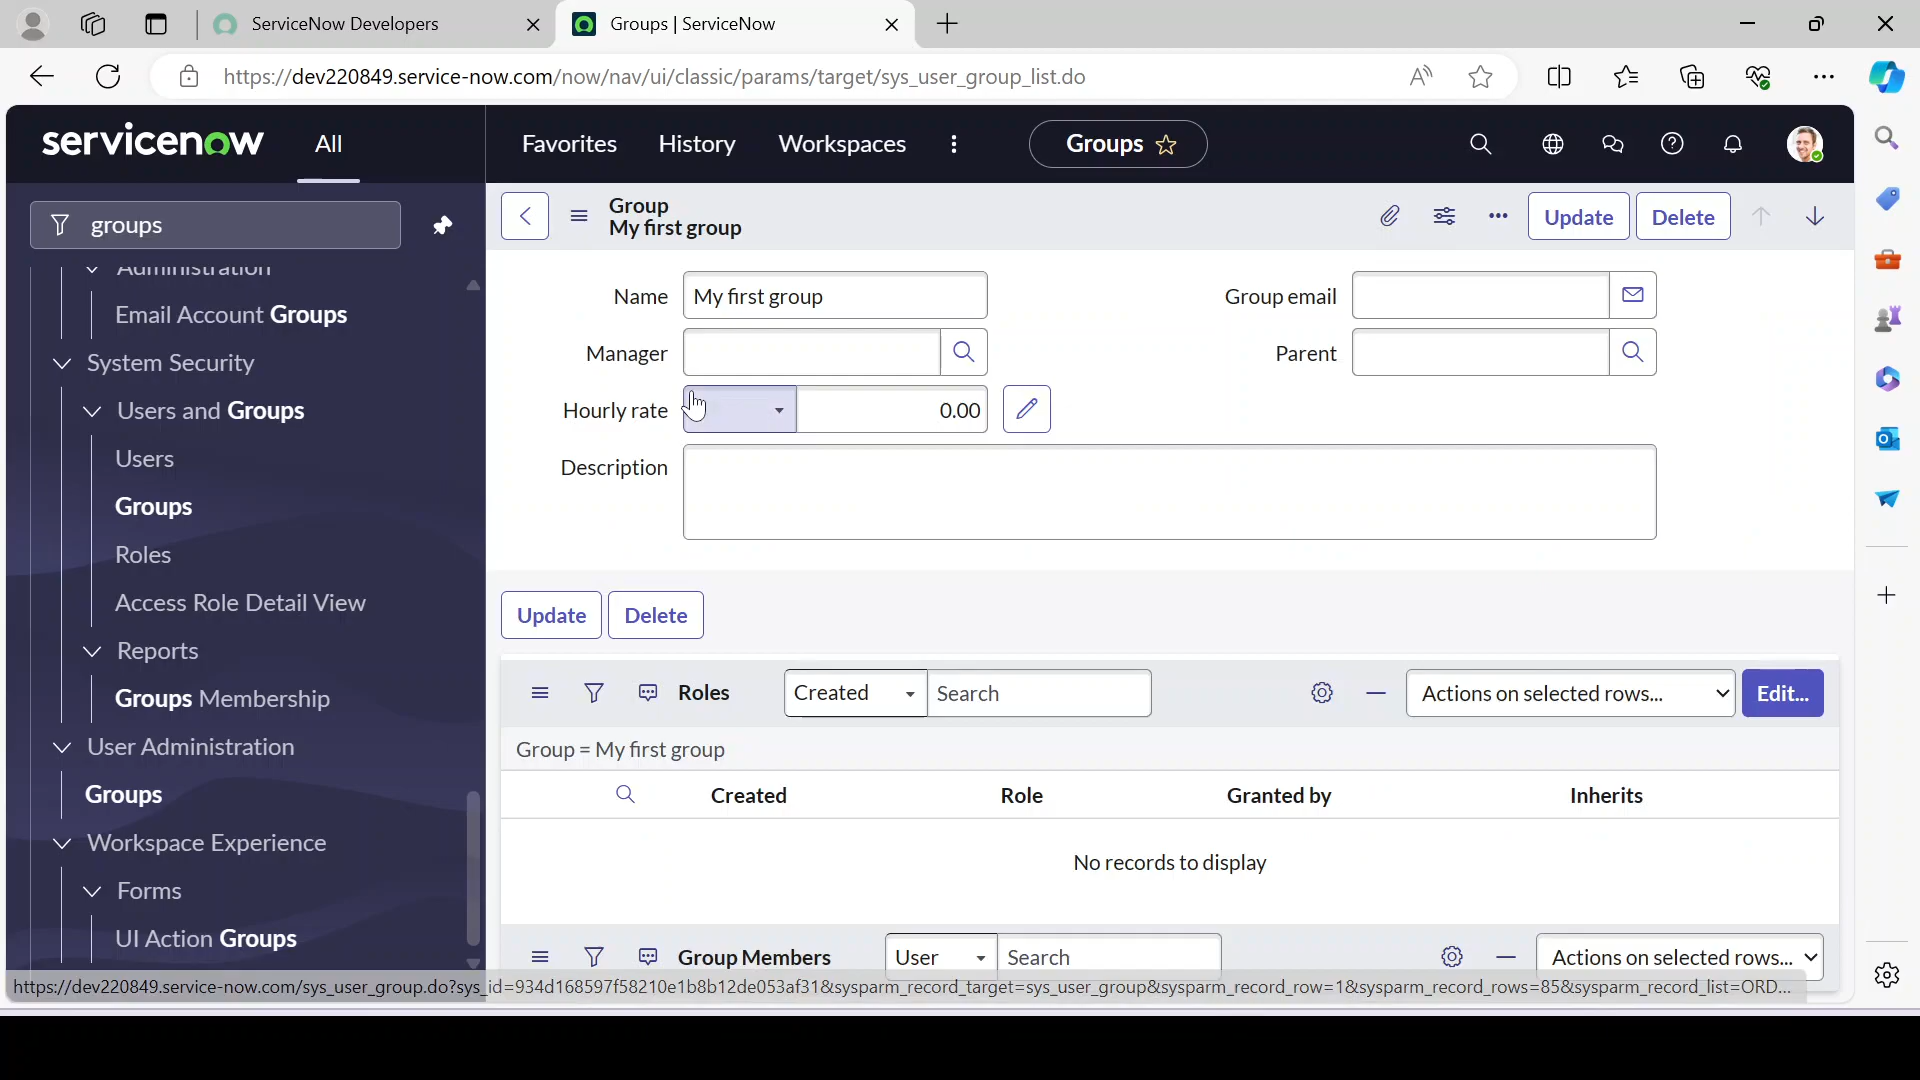 ServiceNow Developers
Groups | ServiceNow
https://dev220849.service-now.com/now/nav/ui/classic/params/target/sys_user_group_list.do
servicenow
All
Favorites
History
Workspaces
Groups
groups
Administration
Email Account Groups
System Security
Users and Groups
Users
Groups
Roles
Access Role Detail View
Reports
Groups Membership
User Administration
Groups
Workspace Experience
Forms
UI Action Groups
Group
My first group
Update
Delete
Name
My first group
Group email
Manager
Parent
Hourly rate
0.00
Description
Update
Delete
Roles
Created
Search
Actions on selected rows...
Edit...
Group = My first group
Created
Role
Granted by
Inherits
No records to display
Group Members
User
Search
Actions on selected rows...
https://dev220849.service-now.com/sys_user_group.do?sys_id=934d168597f58210e1b8b12de053af31&sysparm_record_target=sys_user_group&sysparm_record_row=1&sysparm_record_rows=85&sysparm_record_list=ORD...